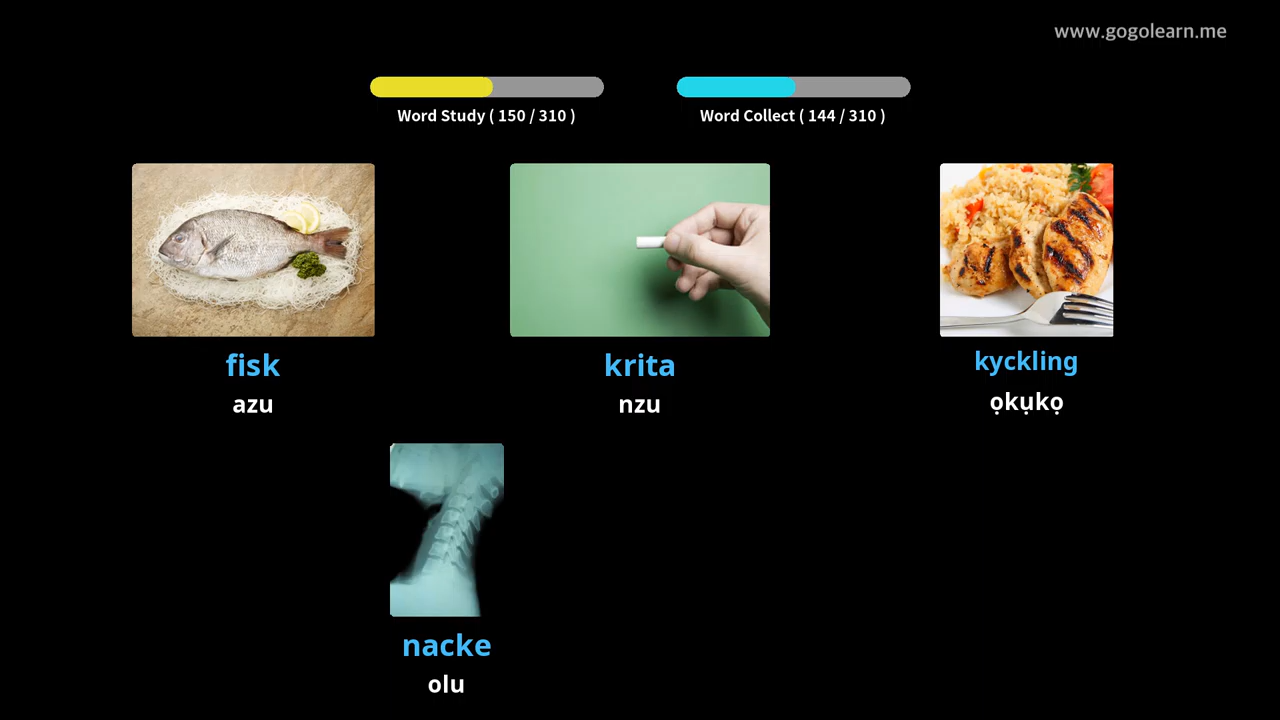 www.gogolearn.me
Word Study ( 150 / 310 )
Word Collect ( 144 / 310 )
fisk
azu
krita
nzu
kyckling
ọkụkọ
nacke
olu